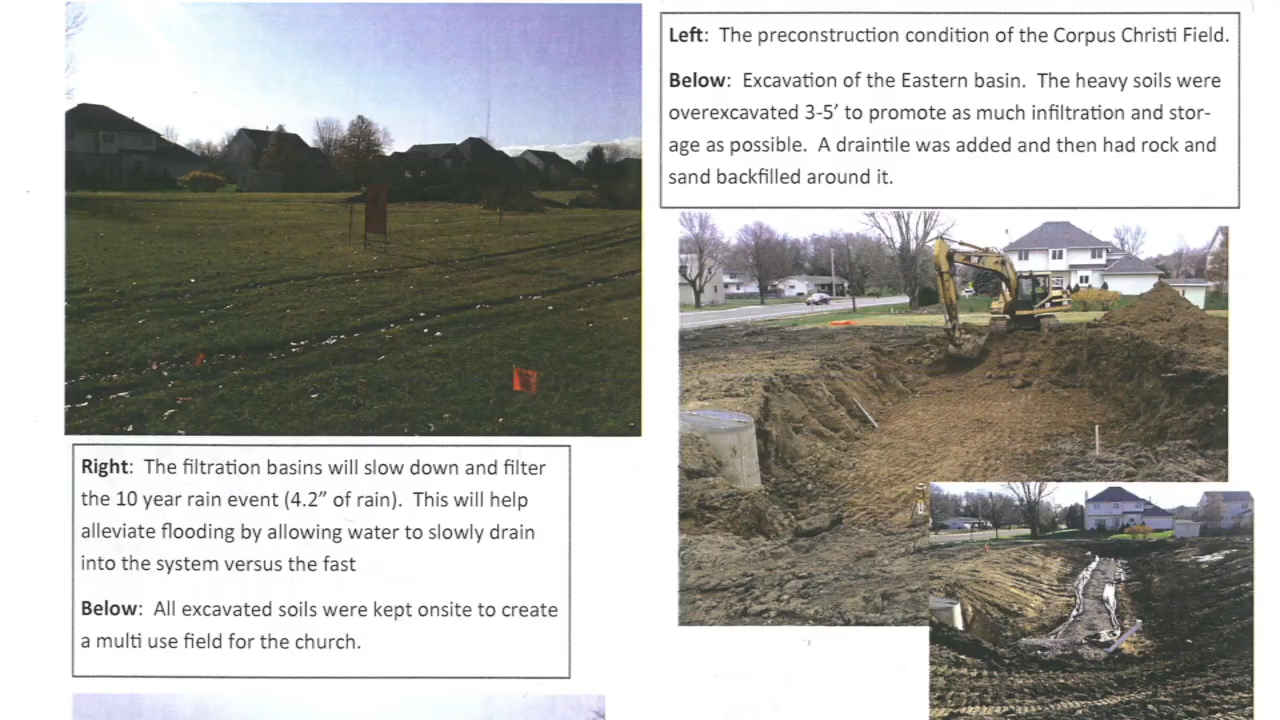 Left: The preconstruction condition of the Corpus Christi Field.
Below: Excavation of the Eastern basin. The heavy soils were
overexcavated 3-5’ to promote as much infiltration and stor-
age as possible. A draintile was added and then had rock and
sand backfilled around it.
Right: The filtration basins will slow down and filter
the 10 year rain event (4.2” of rain). This will help
alleviate flooding by allowing water to slowly drain
into the system versus the fast
Below: All excavated soils were kept onsite to create
a multi use field for the church.